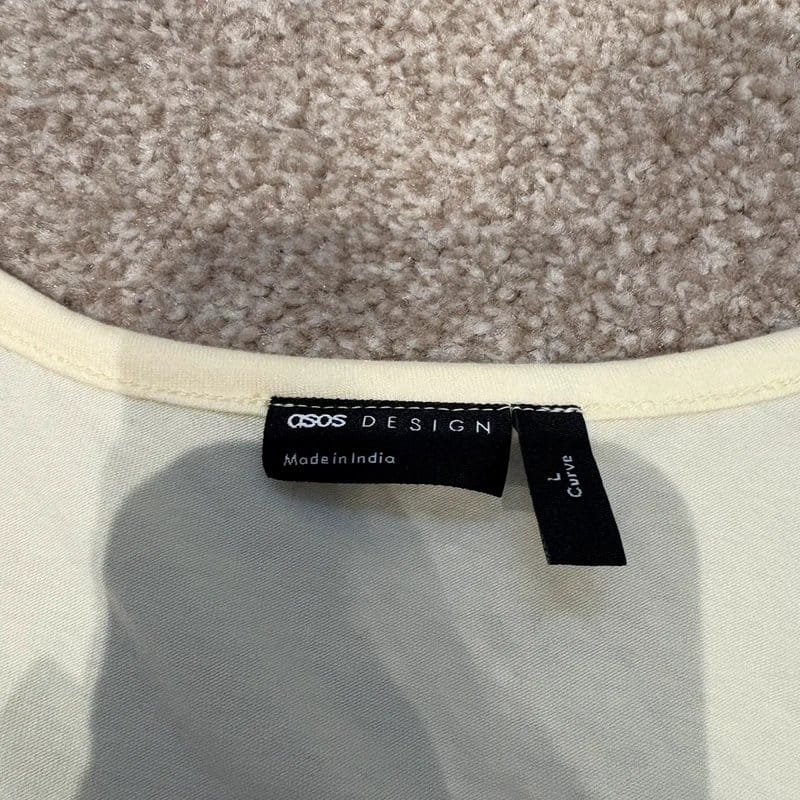 asos DESIGN
Made in India
L
Curve